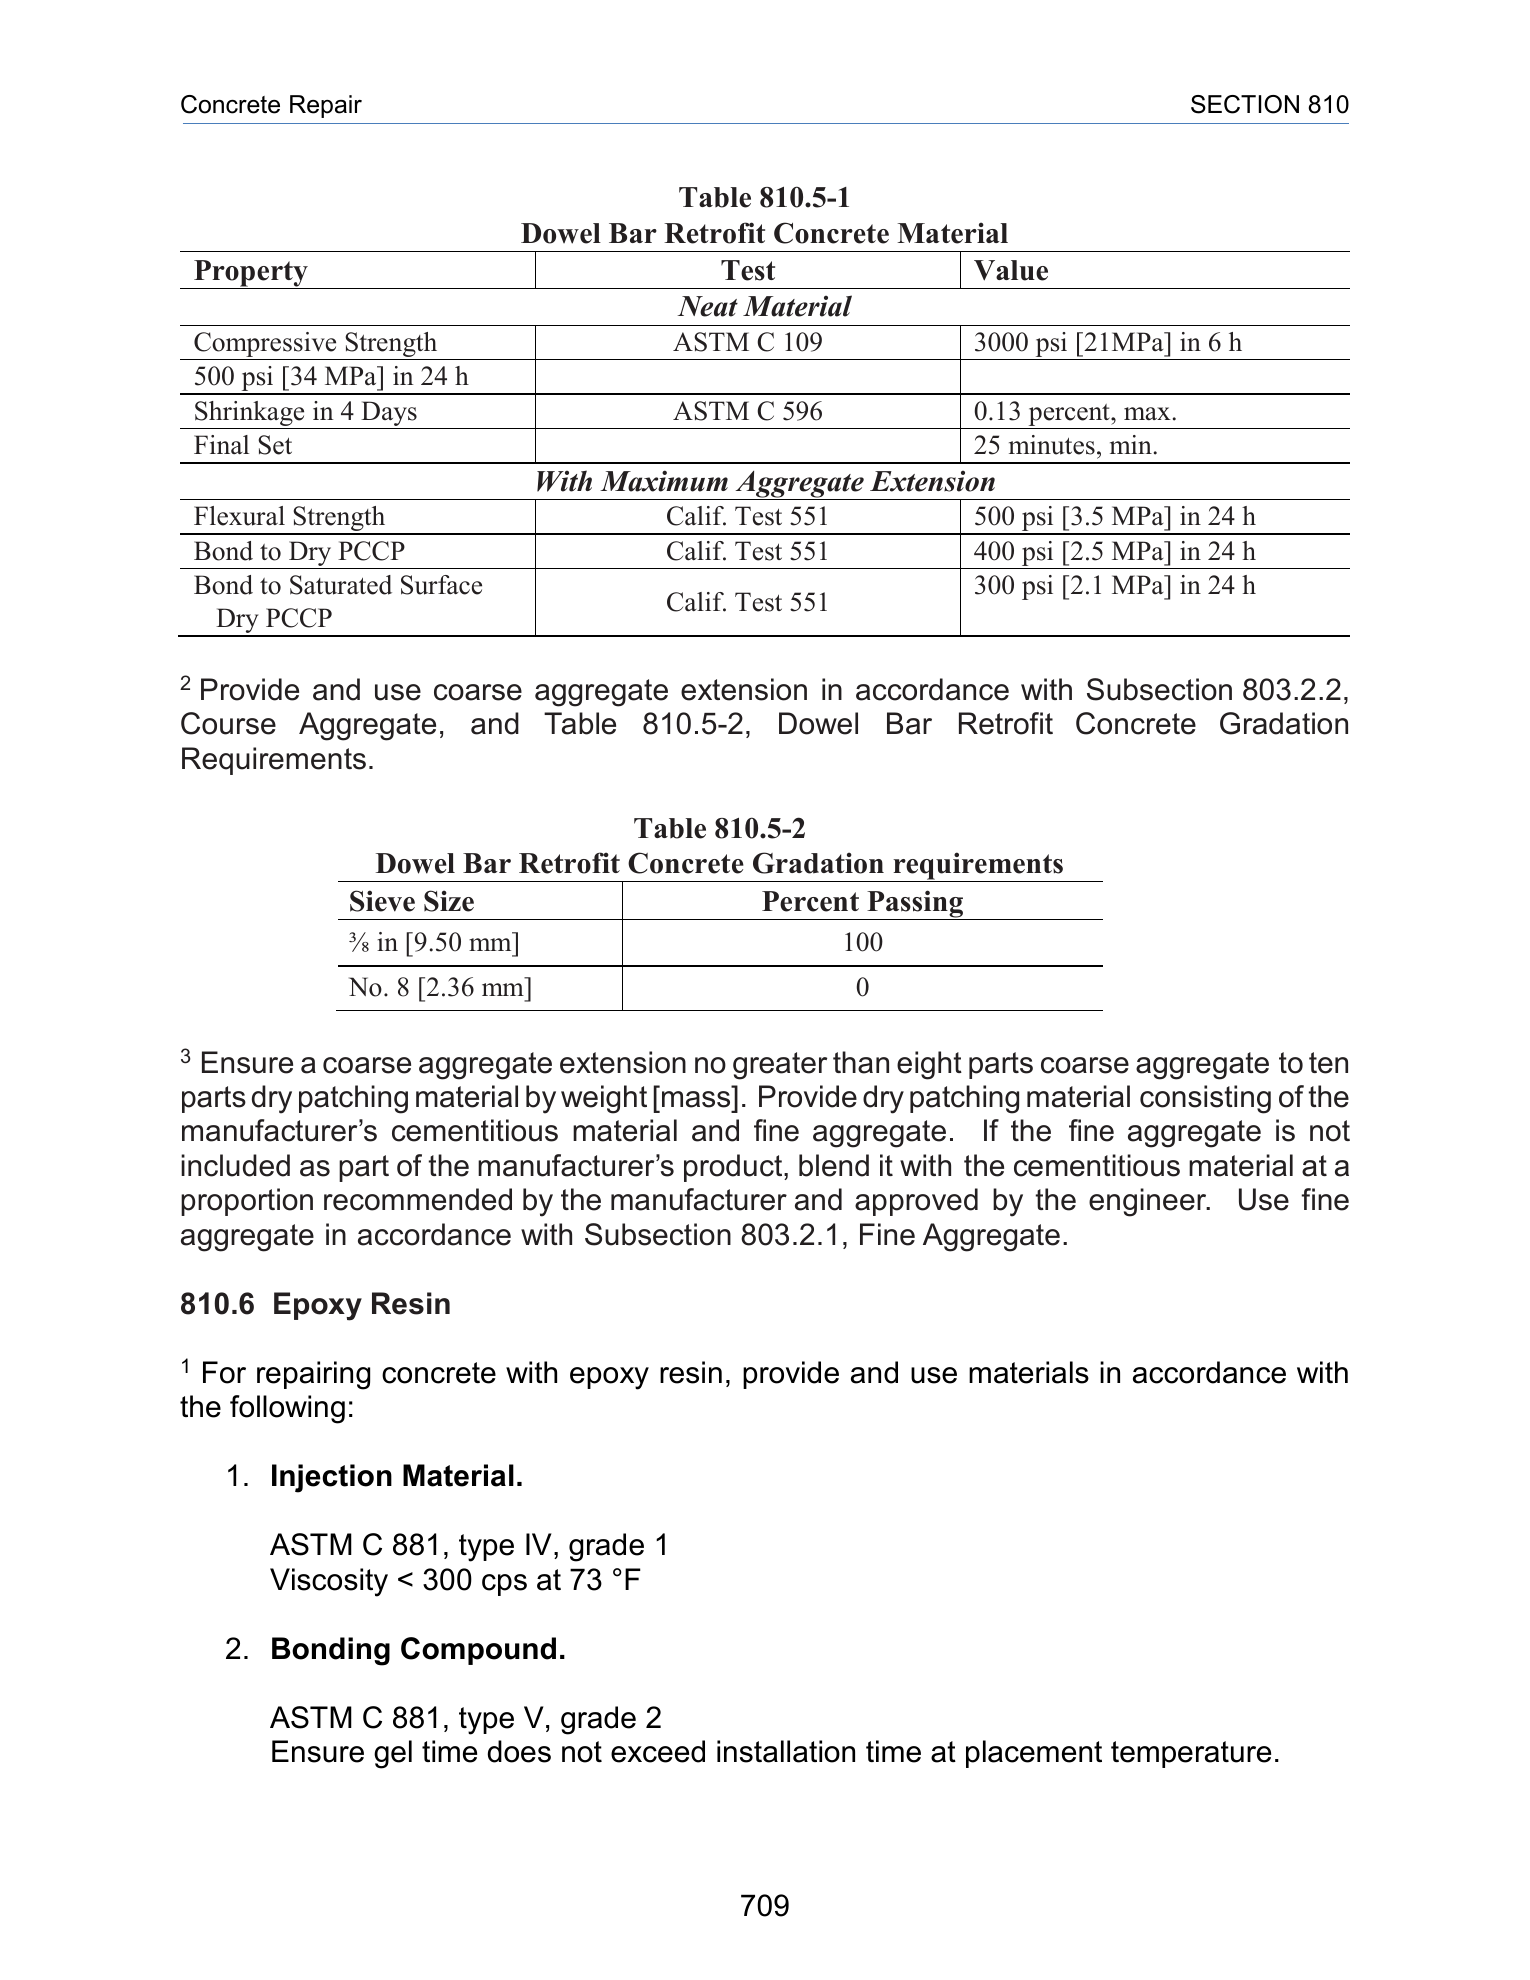 Concrete Repair SECTION 810
Table 810.5-1
Dowel Bar Retrofit Concrete Material
Property Test Value
Neat Material
Compressive Strength ASTM C 109 3000 psi [21MPa] in 6 h
500 psi [34 MPa] in 24 h
Shrinkage in 4 Days ASTM C 596 0.13 percent, max.
Final Set 25 minutes, min.
With Maximum Aggregate Extension
Flexural Strength Calif. Test 551 500 psi [3.5 MPa] in 24 h
Bond to Dry PCCP Calif. Test 551 400 psi [2.5 MPa] in 24 h
Bond to Saturated Surface Dry PCCP Calif. Test 551 300 psi [2.1 MPa] in 24 h
2 Provide and use coarse aggregate extension in accordance with Subsection 803.2.2,
Course Aggregate, and Table 810.5-2, Dowel Bar Retrofit Concrete Gradation
Requirements.
Table 810.5-2
Dowel Bar Retrofit Concrete Gradation requirements
Sieve Size Percent Passing
⅜ in [9.50 mm] 100
No. 8 [2.36 mm] 0
3 Ensure a coarse aggregate extension no greater than eight parts coarse aggregate to ten
parts dry patching material by weight [mass]. Provide dry patching material consisting of the
manufacturer’s cementitious material and fine aggregate. If the fine aggregate is not
included as part of the manufacturer’s product, blend it with the cementitious material at a
proportion recommended by the manufacturer and approved by the engineer. Use fine
aggregate in accordance with Subsection 803.2.1, Fine Aggregate.
810.6 Epoxy Resin
1 For repairing concrete with epoxy resin, provide and use materials in accordance with
the following:
1. Injection Material.
ASTM C 881, type IV, grade 1
Viscosity < 300 cps at 73 °F
2. Bonding Compound.
ASTM C 881, type V, grade 2
Ensure gel time does not exceed installation time at placement temperature.
709